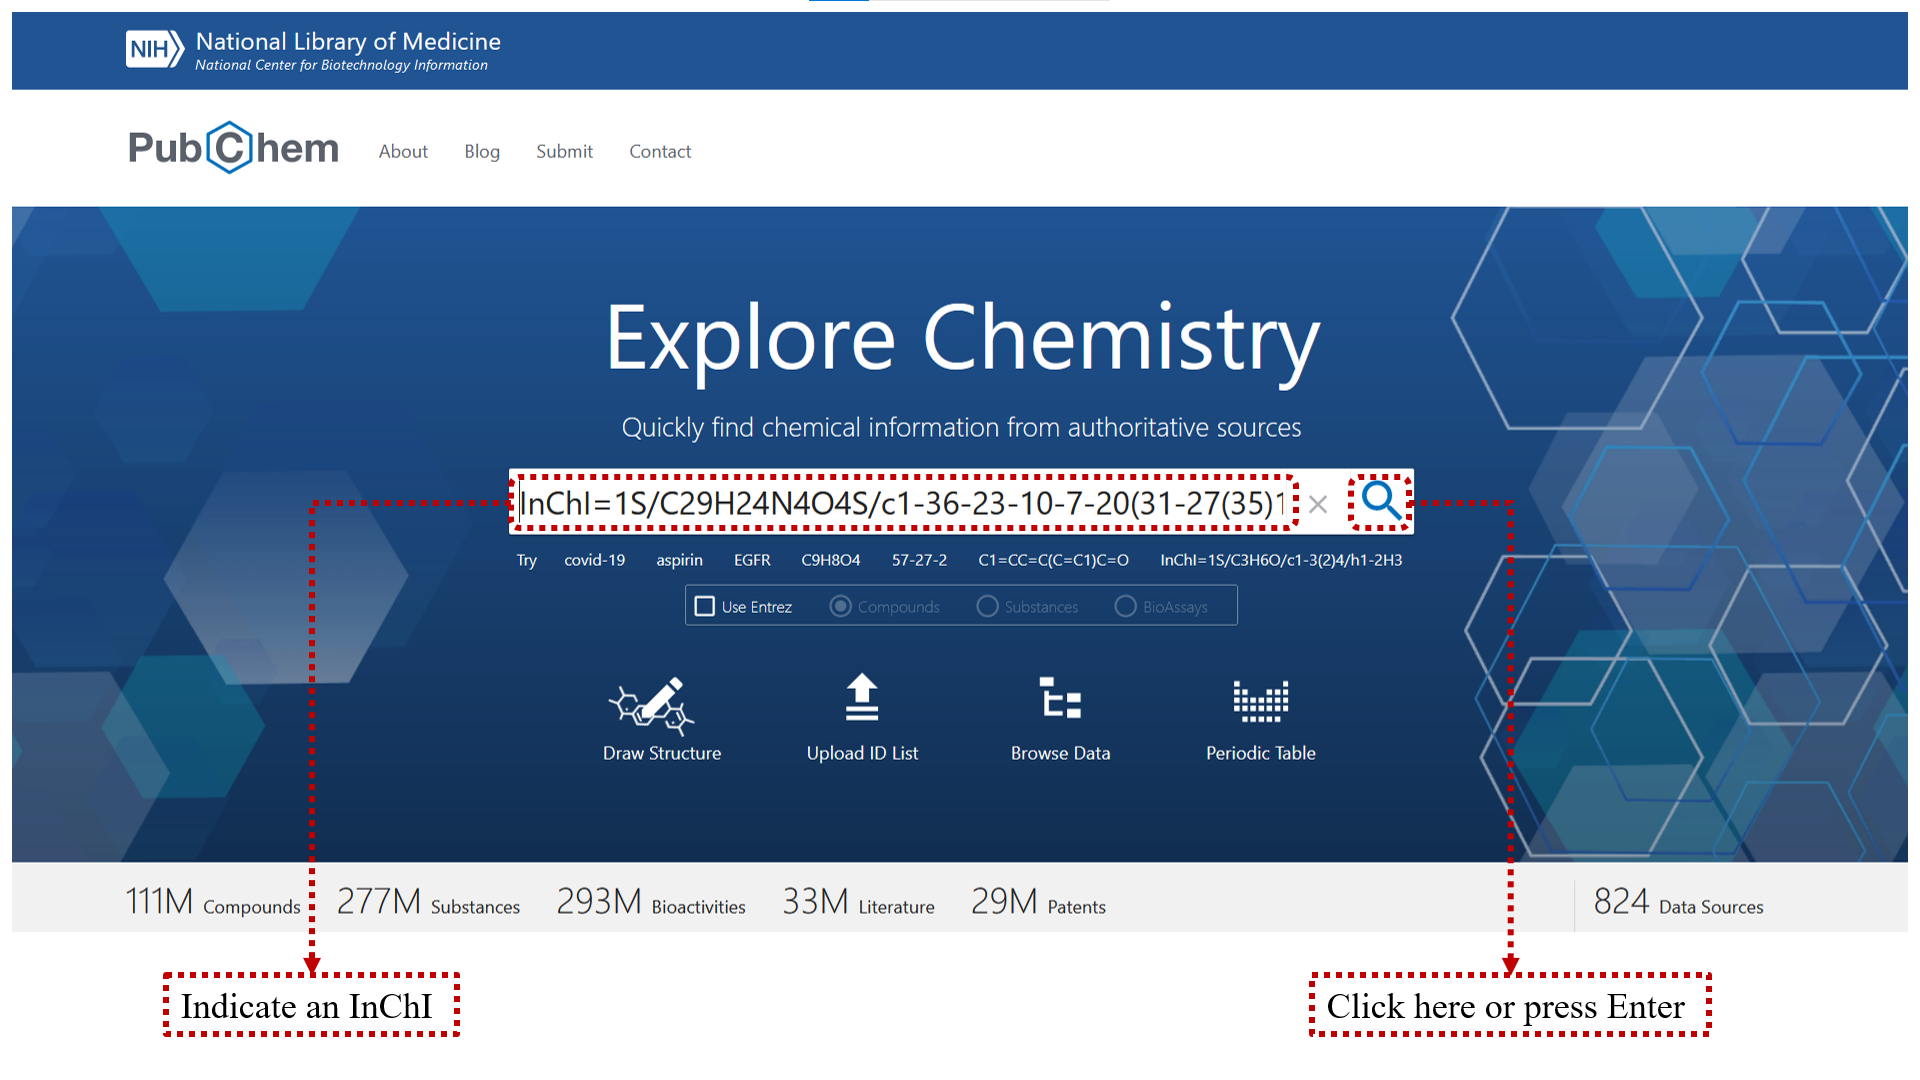 NIH National Library of Medicine
National Center for Biotechnology Information
PubChem About Blog Submit Contact
Explore Chemistry
Quickly find chemical information from authoritative sources
InChI=1S/C29H24N4O4S/c1-36-23-10-7-20(31-27(35)1
Try covid-19 aspirin EGFR C9H8O4 57-27-2 C1=CC=C(C=C1)C=O InChI=1S/C3H6O/c1-3(2)4/h1-2H3
Use Entrez Compounds Substances BioAssays
Draw Structure Upload ID List Browse Data Periodic Table
111M Compounds 277M Substances 293M Bioactivities 33M Literature 29M Patents 824 Data Sources
Indicate an InChI Click here or press Enter